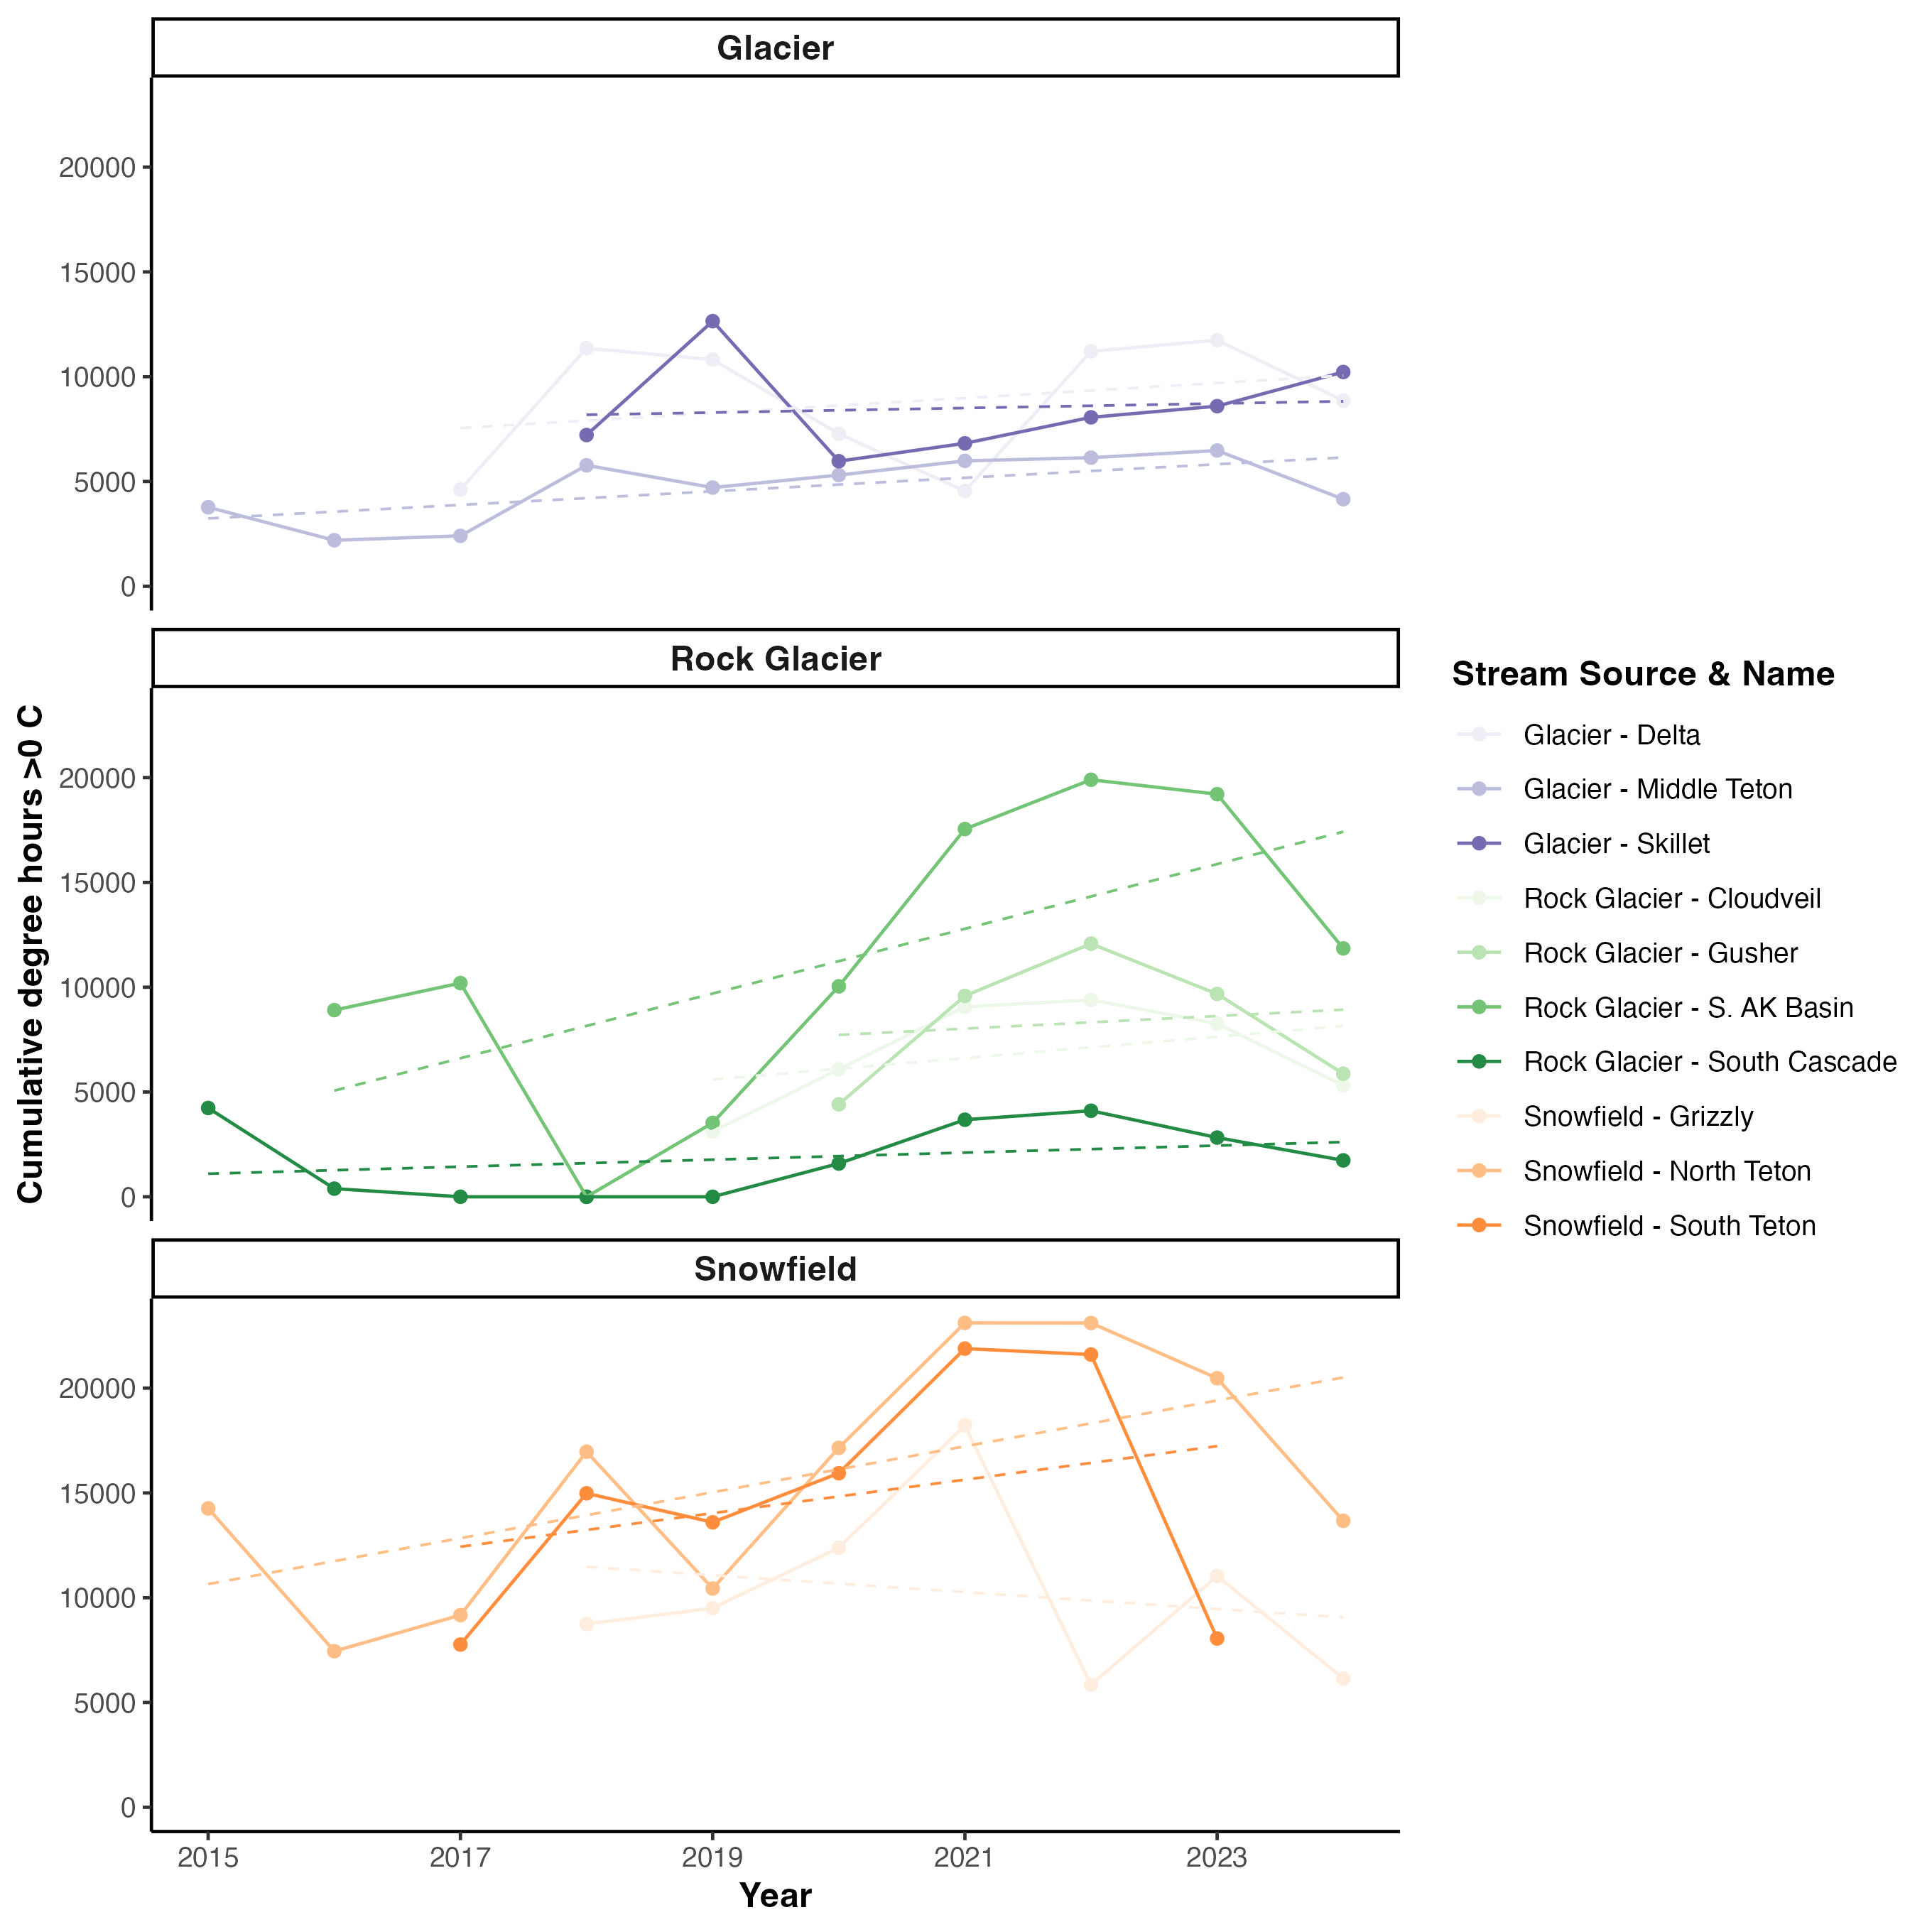 Glacier
20000
15000
10000
5000
0
Rock Glacier
20000
15000
10000
5000
0
Snowfield
20000
15000
10000
5000
0
2015 2017 2019 2021 2023
Year
Cumulative degree hours >0 C
Stream Source & Name
Glacier - Delta
Glacier - Middle Teton
Glacier - Skillet
Rock Glacier - Cloudveil
Rock Glacier - Gusher
Rock Glacier - S. AK Basin
Rock Glacier - South Cascade
Snowfield - Grizzly
Snowfield - North Teton
Snowfield - South Teton